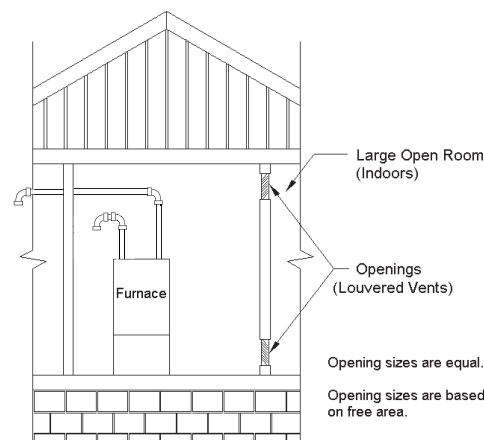 Large Open Room
(Indoors)
Furnace
Openings
(Louvered Vents)
Opening sizes are equal.
Opening sizes are based
on free area.